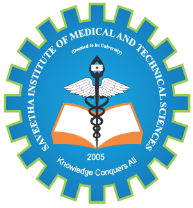 SAVEETHA INSTITUTE OF MEDICAL AND TECHNICAL SCIENCES
(Deemed to be University)
2005
Knowledge Conquers All